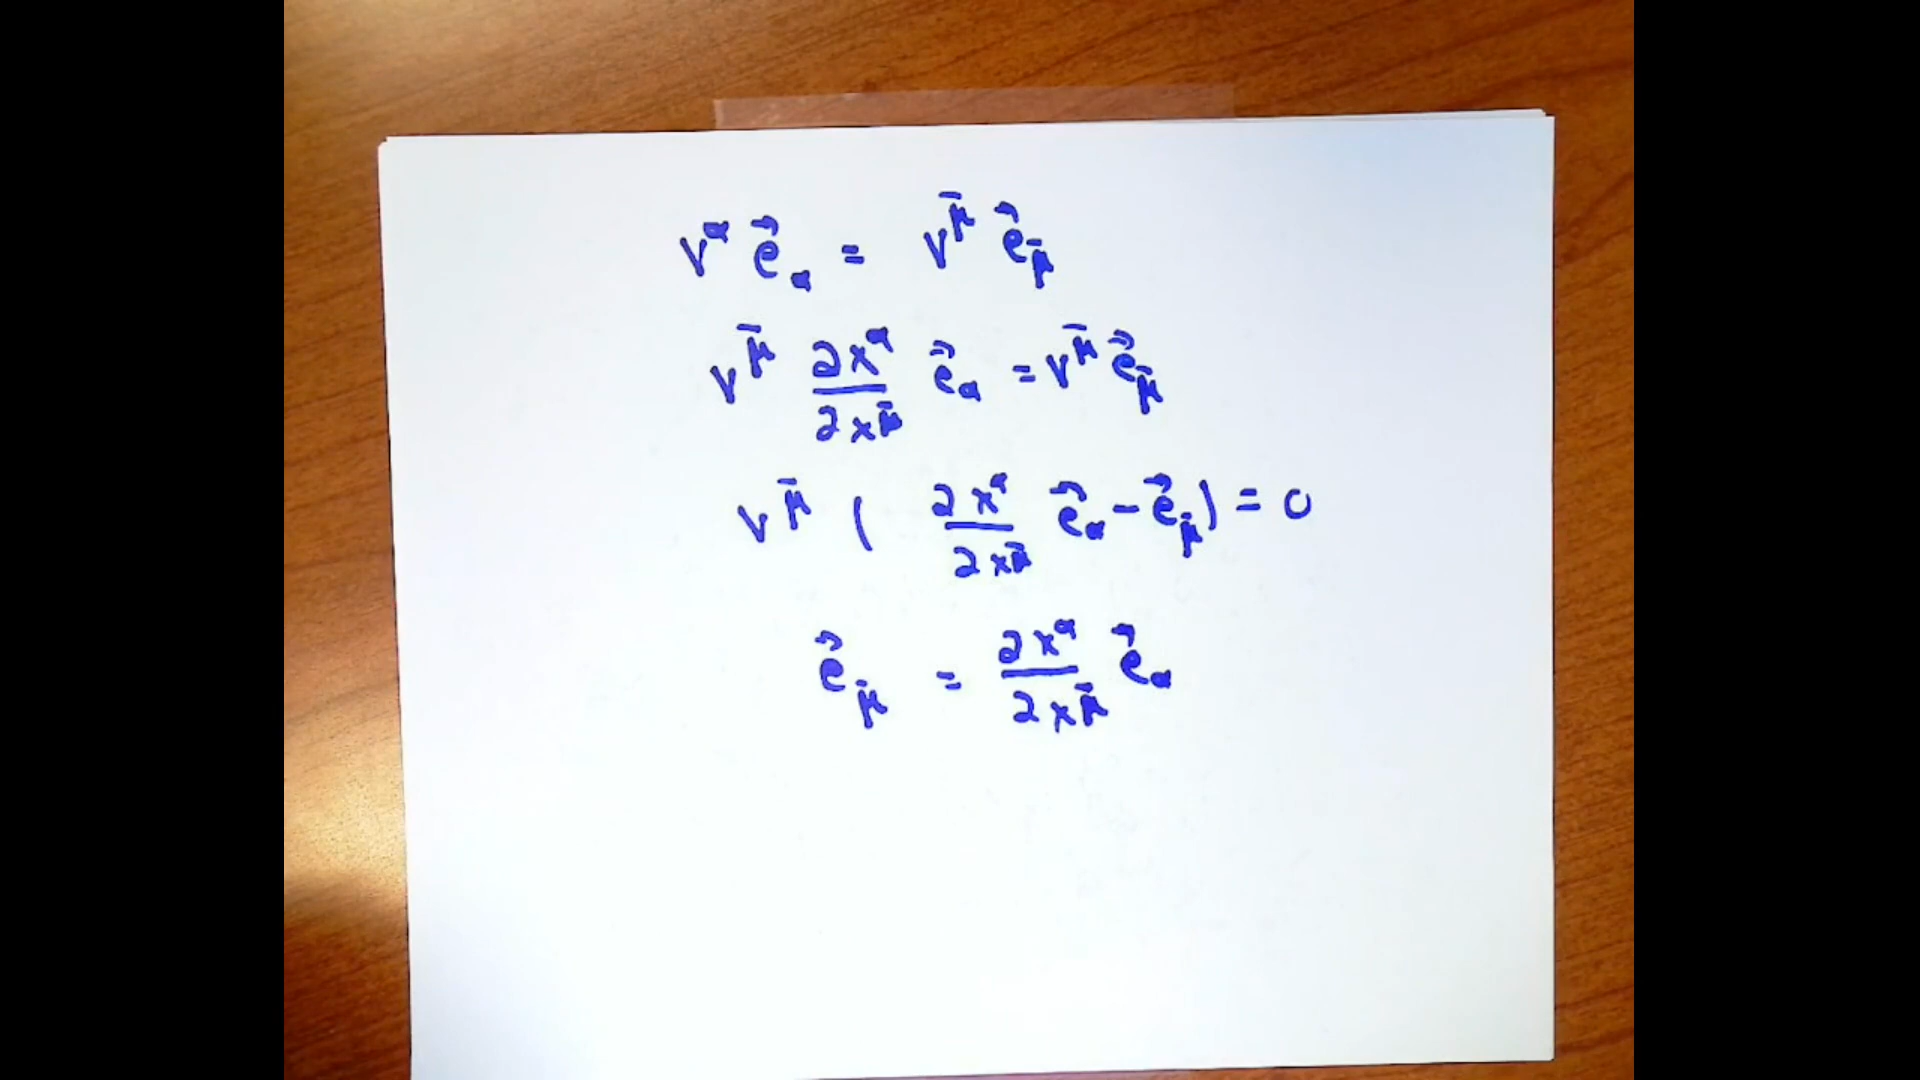 V^α e⃗_α = V^μ̄ e⃗_μ̄
V^μ̄ ∂x^α/∂x^μ̄ e⃗_α = V^μ̄ e⃗_μ̄
V^μ̄ ( ∂x^α/∂x^μ̄ e⃗_α - e⃗_μ̄ ) = 0
e⃗_μ̄ = ∂x^α/∂x^μ̄ e⃗_α